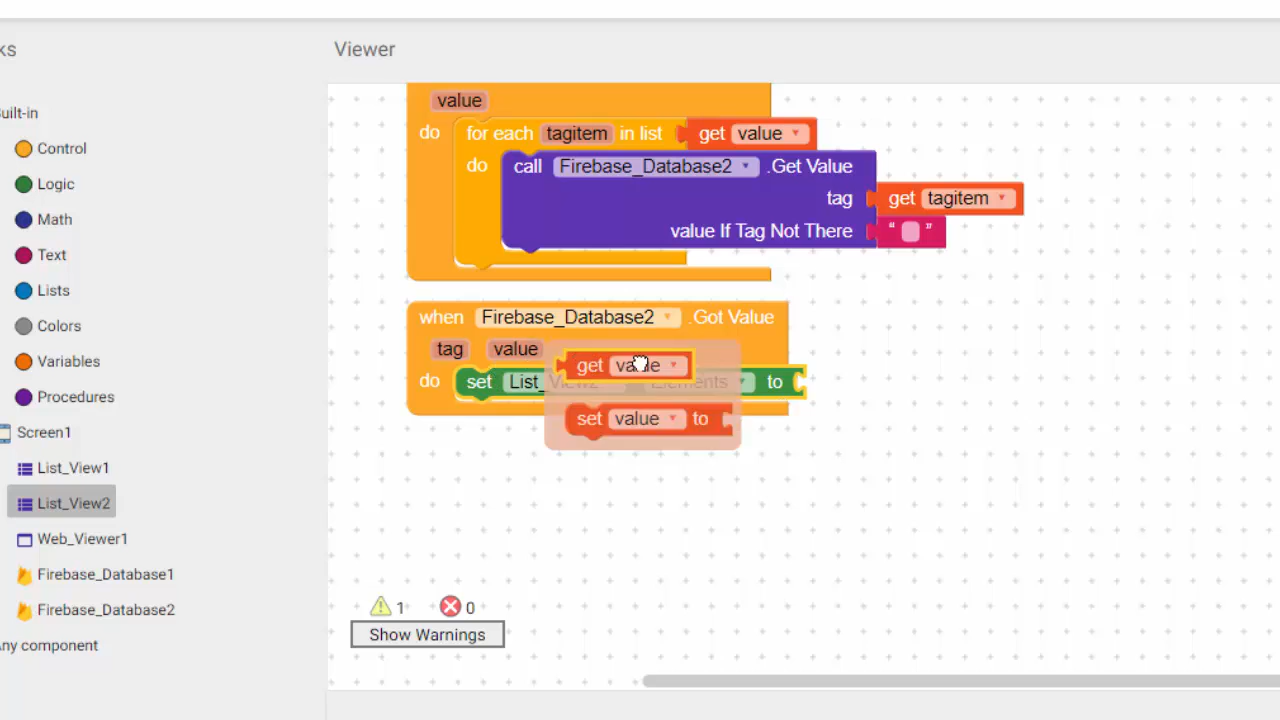 ks
Viewer
uilt-in
Control
Logic
Math
Text
Lists
Colors
Variables
Procedures
Screen1
List_View1
List_View2
Web_Viewer1
Firebase_Database1
Firebase_Database2
ny component
value
do for each tagitem in list get value
do call Firebase_Database2 .Get Value
tag get tagitem
value If Tag Not There “ ”
when Firebase_Database2 .Got Value
tag value
get value
do set List_View2 Elements to
set value to
1 0
Show Warnings